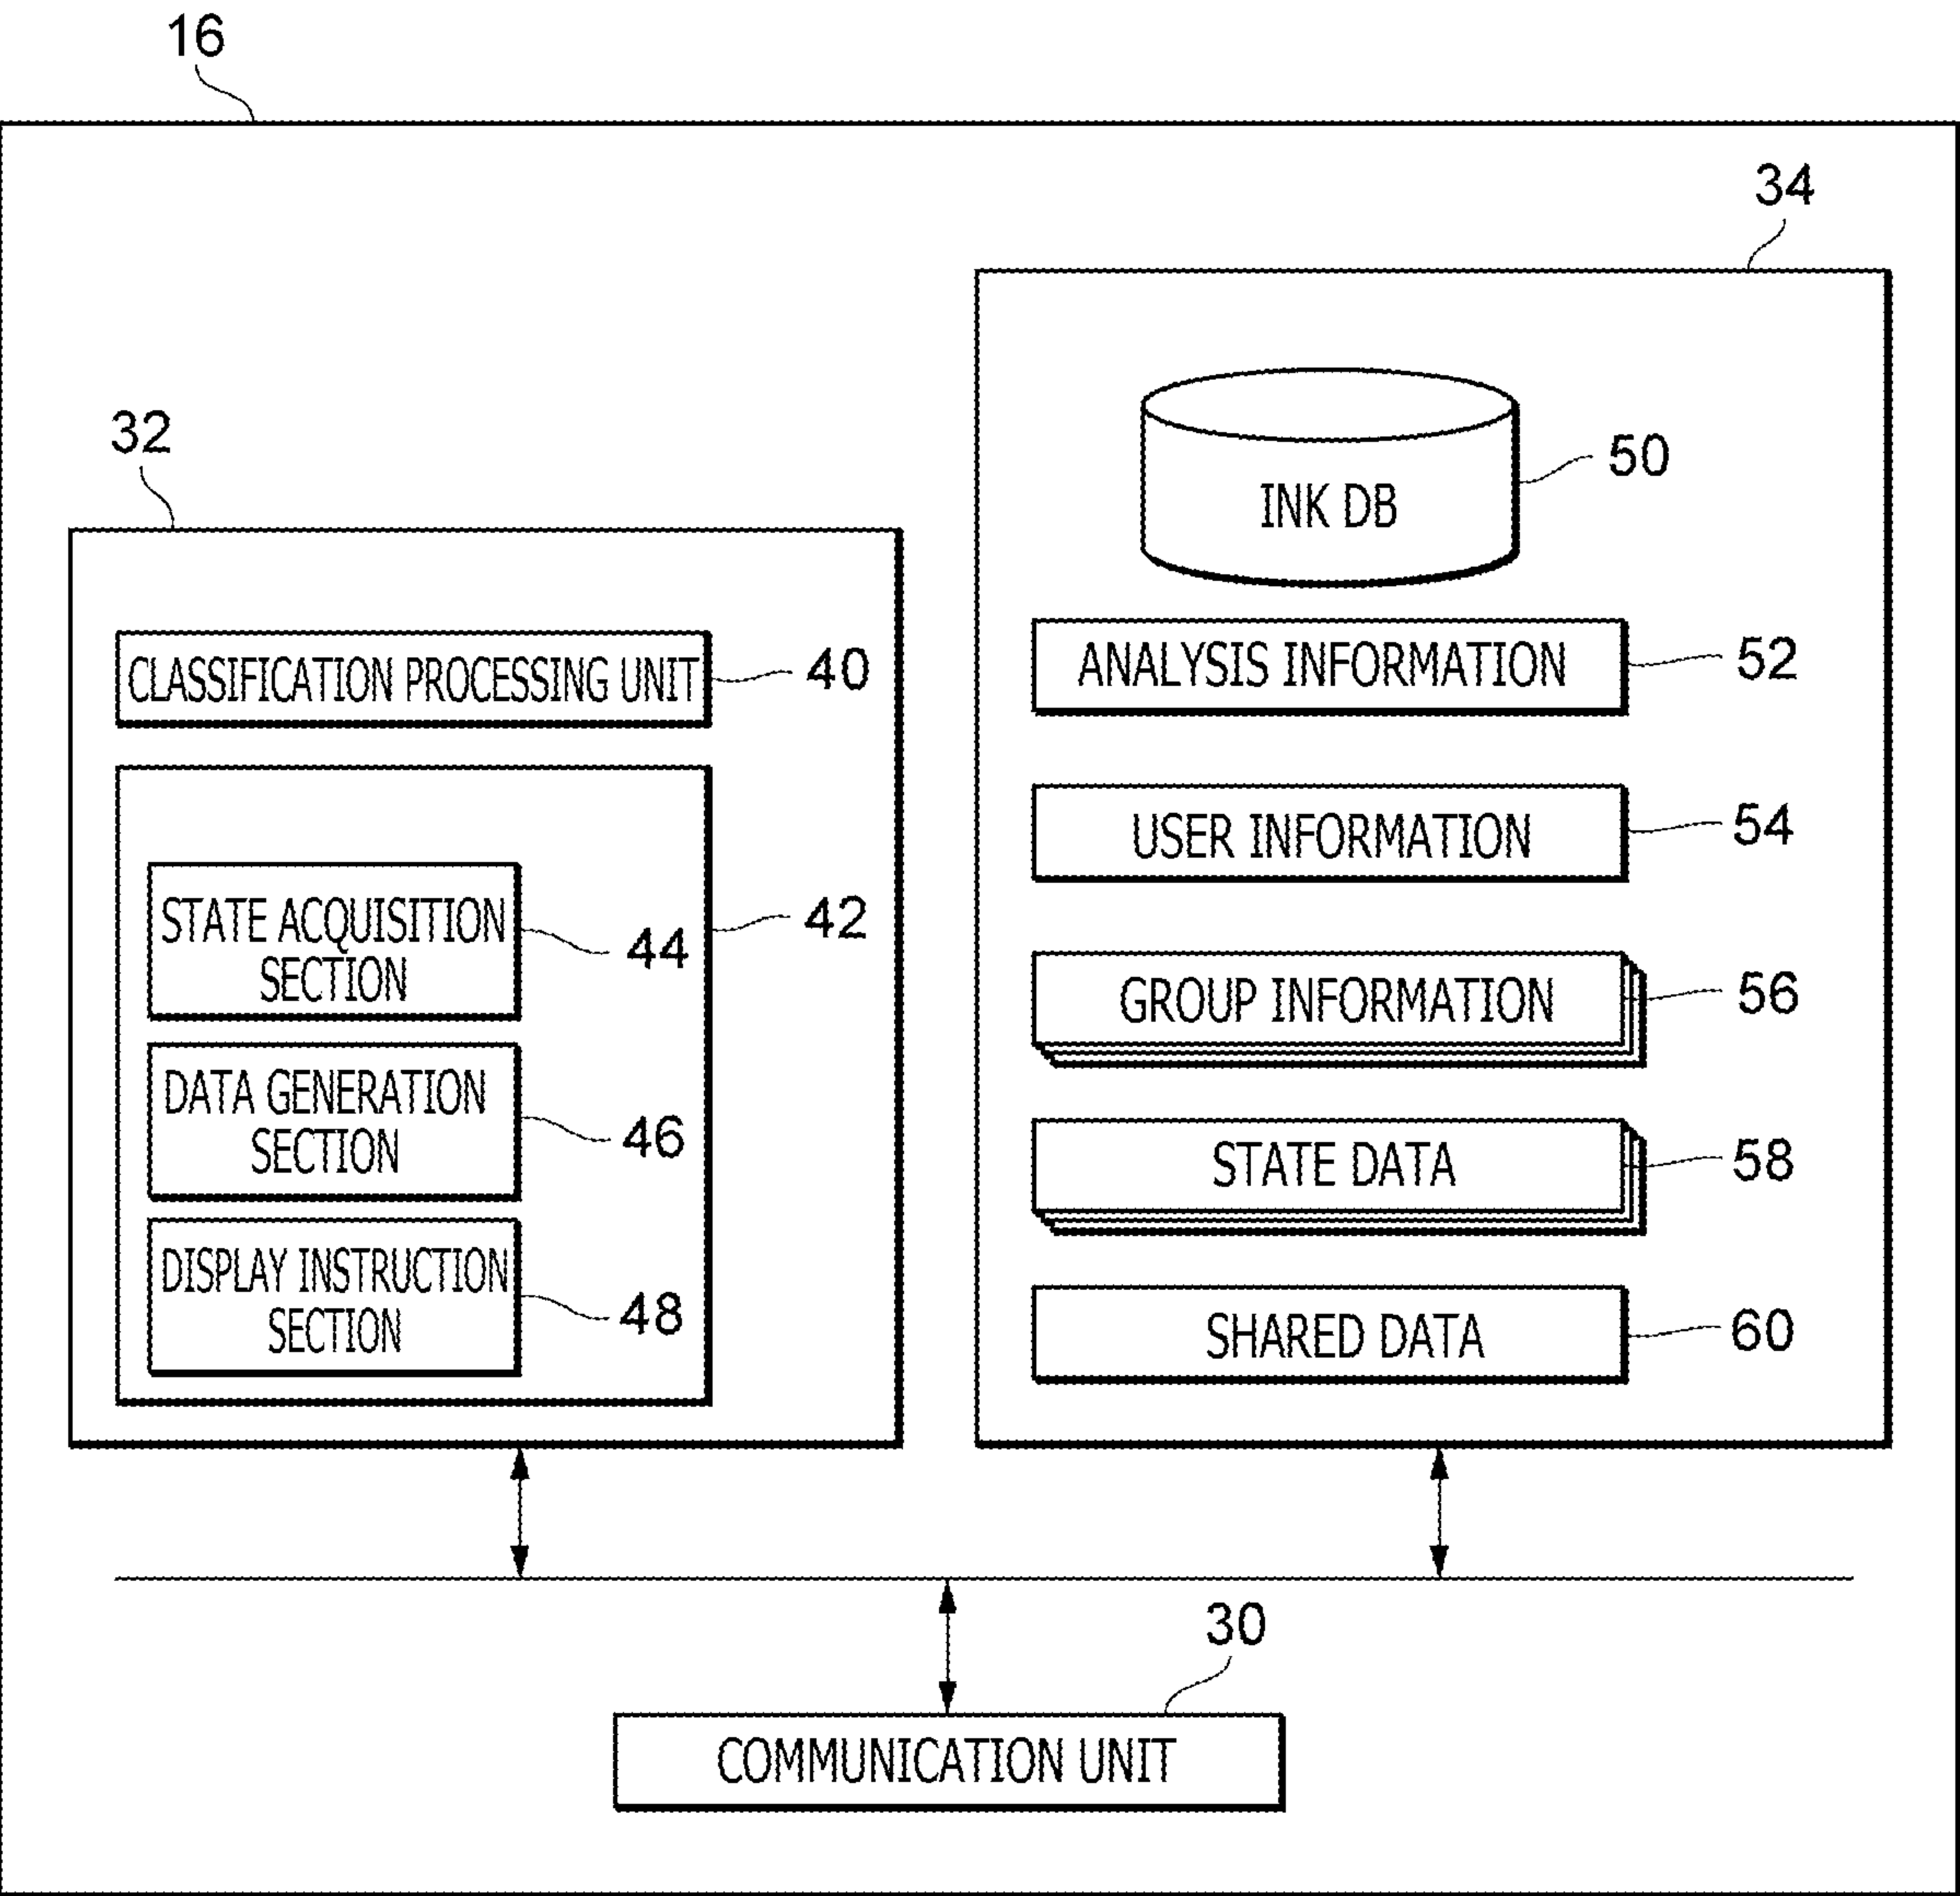 16
34
32
INK DB
50
CLASSIFICATION PROCESSING UNIT
40
ANALYSIS INFORMATION
52
USER INFORMATION
54
STATE ACQUISITION
SECTION
44
42
GROUP INFORMATION
56
DATA GENERATION
SECTION
46
STATE DATA
58
DISPLAY INSTRUCTION
SECTION
48
SHARED DATA
60
30
COMMUNICATION UNIT